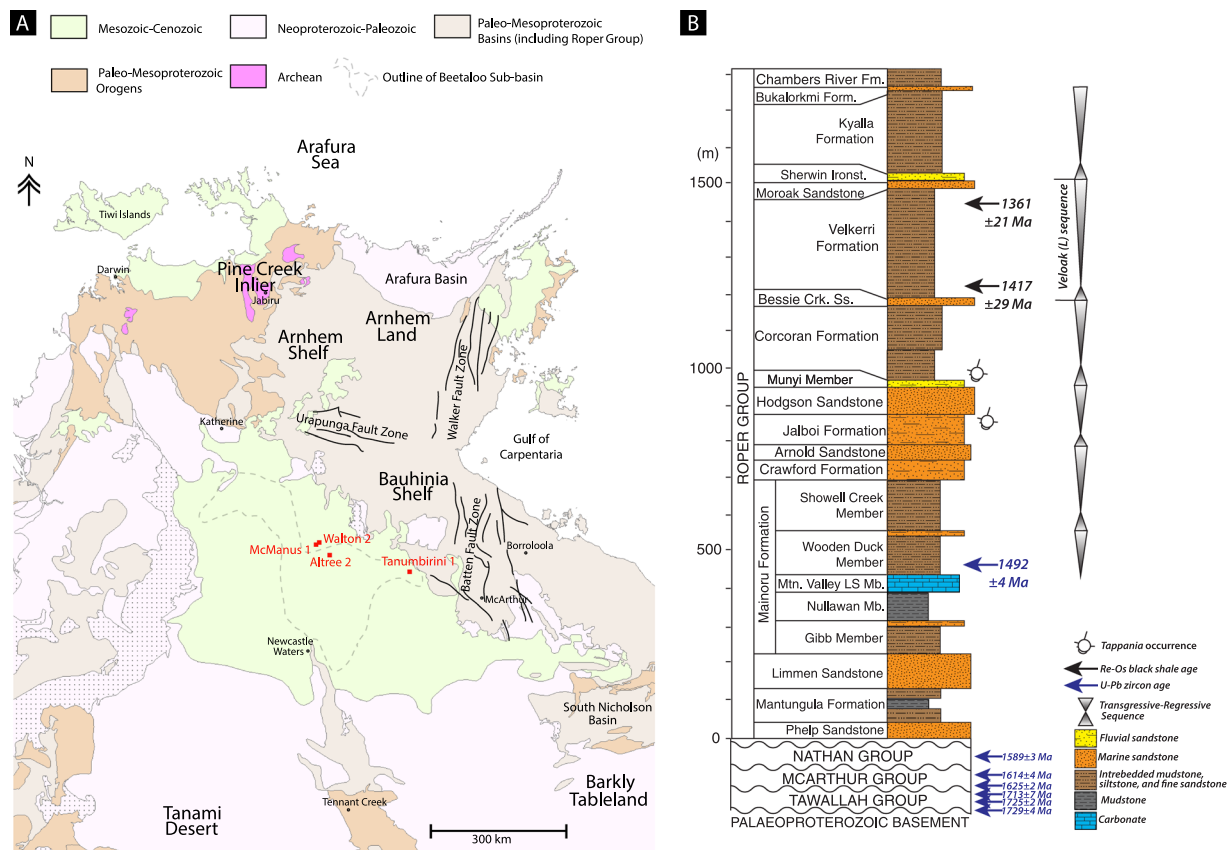 A
Mesozoic-Cenozoic
Neoproterozoic-Paleozoic
Paleo-Mesoproterozoic
Basins (including Roper Group)
Paleo-Mesoproterozoic
Orogens
Archean
Outline of Beetaloo Sub-basin
N
Arafura
Sea
Tiwi Islands
Darwin
Pine Creek
Inlier
Jabiru
Arafura Basin
Arnhem
Shelf
Arnhem
Land
Walker Fault Zone
Katherine
Urapunga Fault Zone
Gulf of
Carpentaria
Bauhinia
Shelf
McManus 1
Walton 2
Altree 2
Tanumbirini 1
Batten Fault Zone
Borroloola
McArthur
Newcastle
Waters
South Nicholson
Basin
Barkly
Tableland
Tennant Creek
Tanami
Desert
300 km
B
(m)
1500
1000
500
0
ROPER GROUP
Chambers River Fm.
Bukalorkmi Form.
Kyalla
Formation
Sherwin Ironst.
Moroak Sandstone
Velkerri
Formation
Bessie Crk. Ss.
Corcoran Formation
Munyi Member
Hodgson Sandstone
Jalboi Formation
Arnold Sandstone
Crawford Formation
Mainoru Formation
Showell Creek
Member
Wooden Duck
Member
Mtn. Valley LS Mb.
Nullawan Mb.
Gibb Member
Limmen Sandstone
Mantungula Formation
Phelp Sandstone
NATHAN GROUP
MCARTHUR GROUP
TAWALLAH GROUP
PALAEOPROTEROZOIC BASEMENT
1361
±21 Ma
1417
±29 Ma
1492
±4 Ma
1589±3 Ma
1614±4 Ma
1625±2 Ma
1713±7 Ma
1725±2 Ma
1729±4 Ma
Veloak (L) sequence
Tappania occurrence
Re-Os black shale age
U-Pb zircon age
Transgressive-Regressive
Sequence
Fluvial sandstone
Marine sandstone
Intrebedded mudstone,
siltstone, and fine sandstone
Mudstone
Carbonate